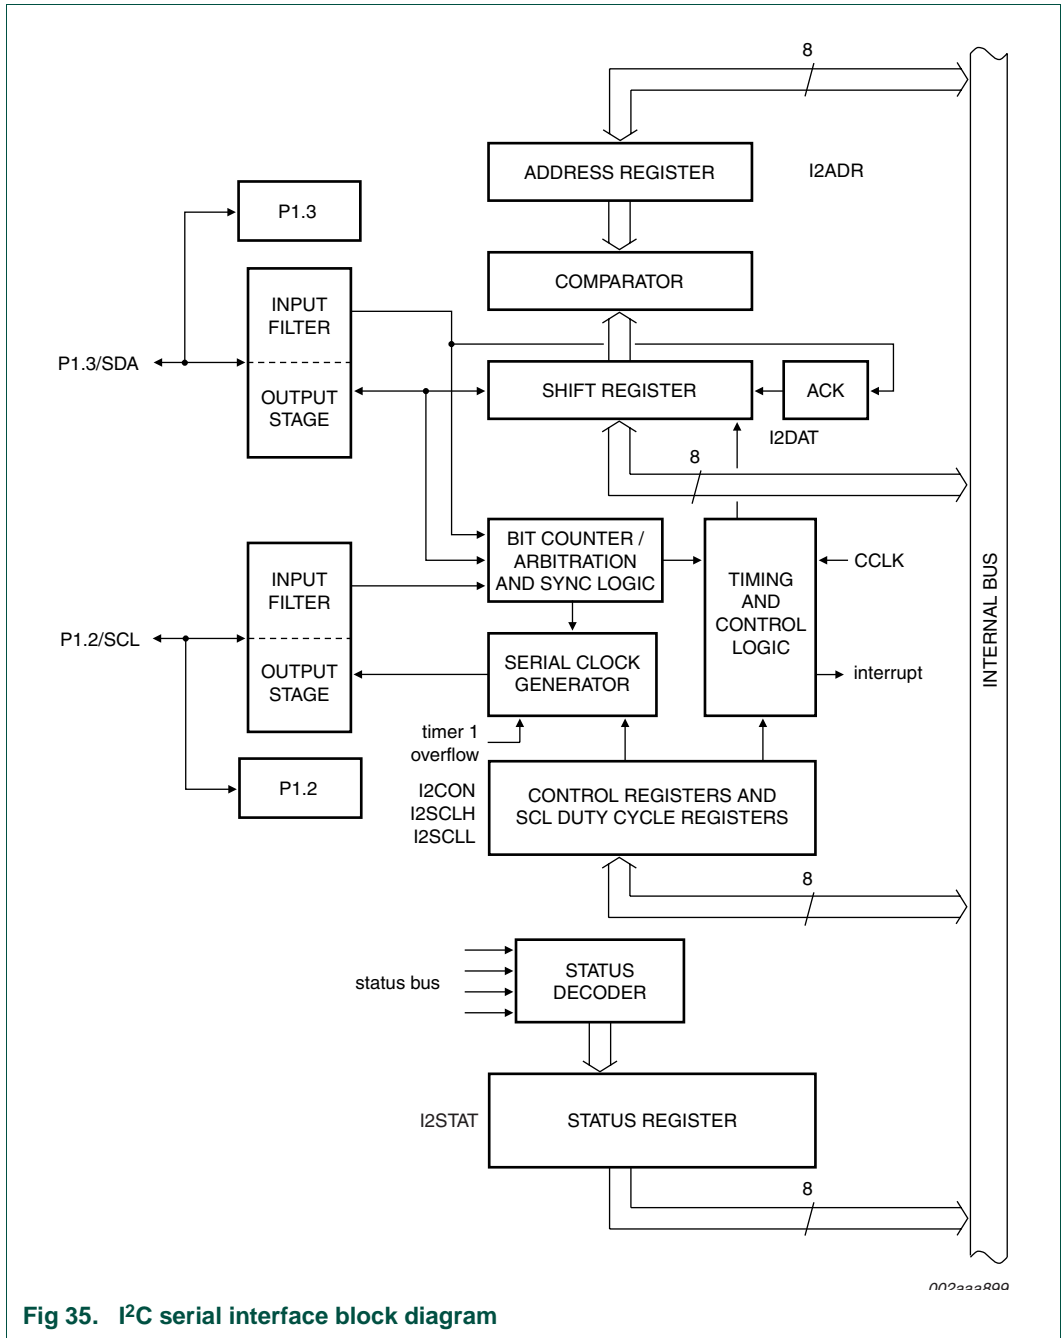 8
ADDRESS REGISTER
I2ADR
P1.3
COMPARATOR
INPUT
FILTER
P1.3/SDA
OUTPUT
STAGE
SHIFT REGISTER
ACK
I2DAT
8
BIT COUNTER /
ARBITRATION
AND SYNC LOGIC
INPUT
FILTER
TIMING
AND
CONTROL
LOGIC
CCLK
INTERNAL BUS
P1.2/SCL
OUTPUT
STAGE
SERIAL CLOCK
GENERATOR
interrupt
timer 1
overflow
P1.2
I2CON
I2SCLH
I2SCLL
CONTROL REGISTERS AND
SCL DUTY CYCLE REGISTERS
8
status bus
STATUS
DECODER
I2STAT
STATUS REGISTER
8
002aaa899
Fig 35. I2C serial interface block diagram